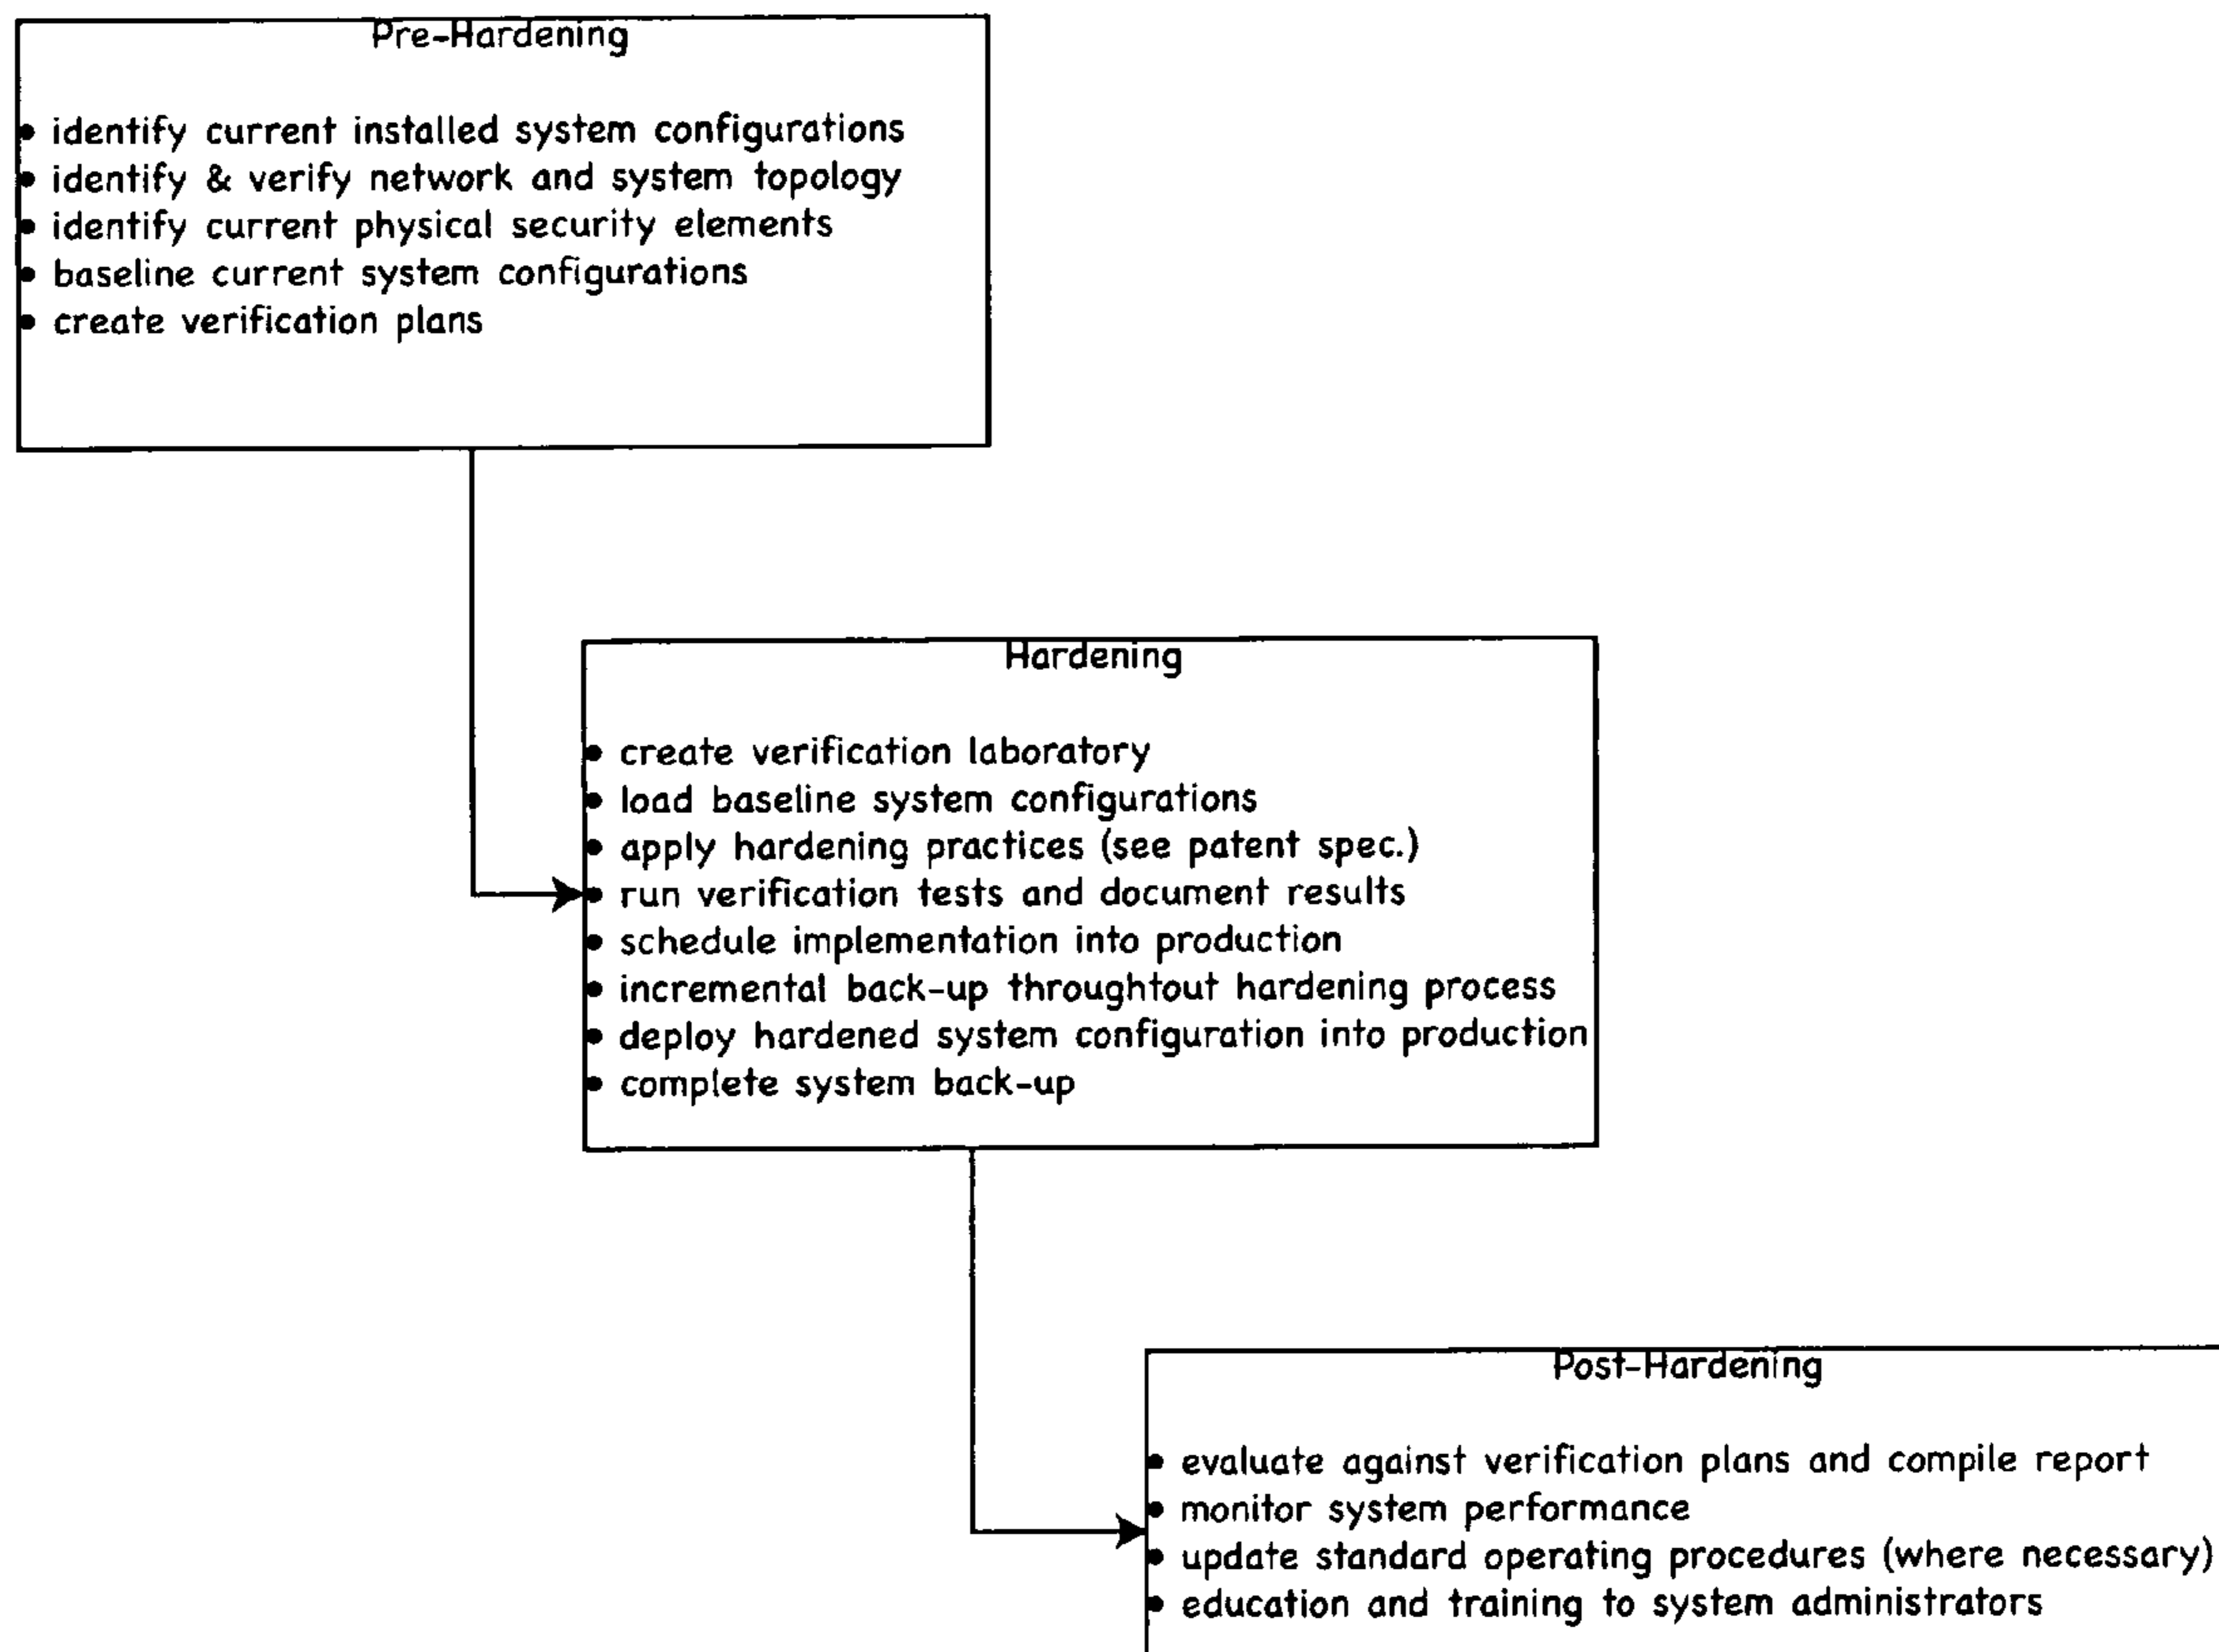 Pre-Hardening
• identify current installed system configurations
• identify & verify network and system topology
• identify current physical security elements
• baseline current system configurations
• create verification plans
Hardening
• create verification laboratory
• load baseline system configurations
• apply hardening practices (see patent spec.)
• run verification tests and document results
• schedule implementation into production
• incremental back-up throughtout hardening process
• deploy hardened system configuration into production
• complete system back-up
Post-Hardening
• evaluate against verification plans and compile report
• monitor system performance
• update standard operating procedures (where necessary)
• education and training to system administrators